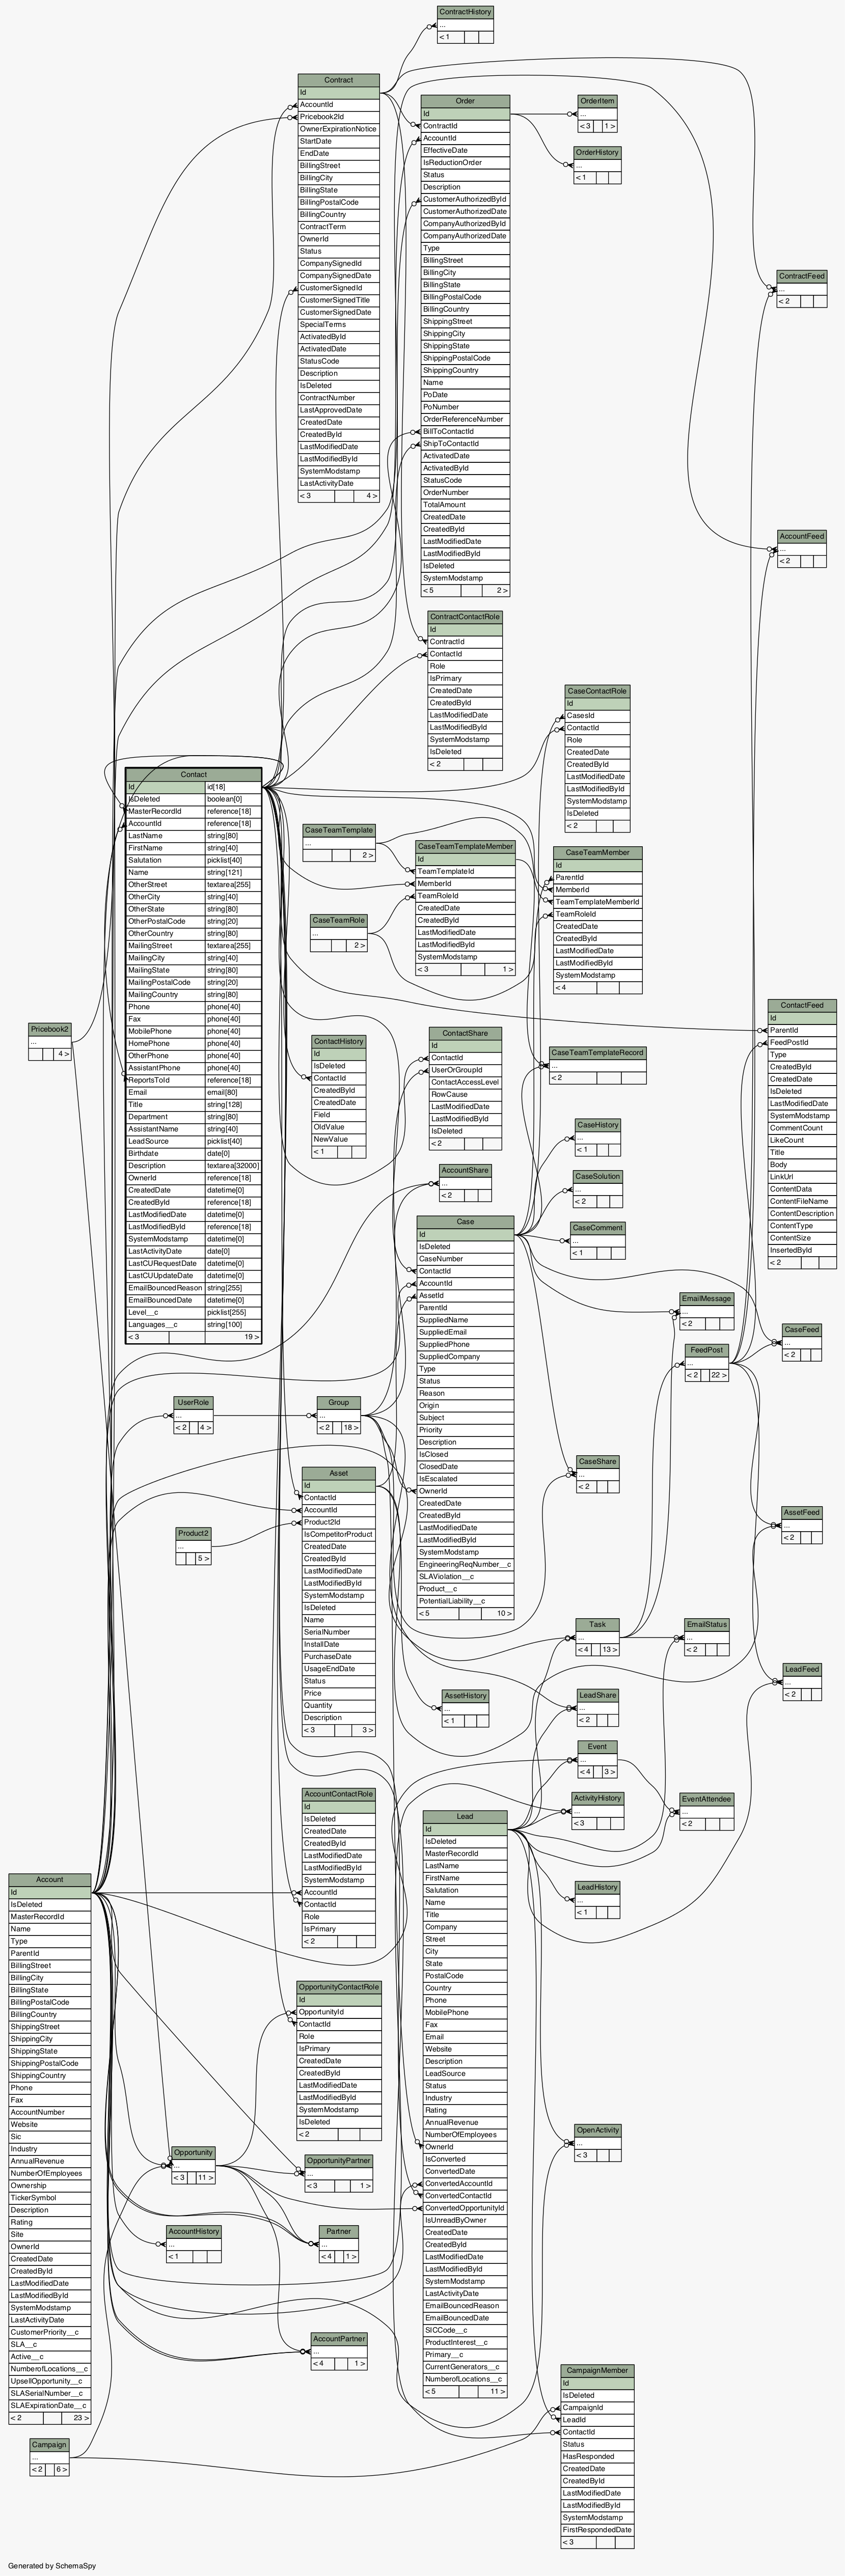 ContractHistory
...
< 1
Contract
Id
AccountId
Pricebook2Id
OwnerExpirationNotice
StartDate
EndDate
BillingStreet
BillingCity
BillingState
BillingPostalCode
BillingCountry
ContractTerm
OwnerId
Status
CompanySignedId
CompanySignedDate
CustomerSignedId
CustomerSignedTitle
CustomerSignedDate
SpecialTerms
ActivatedById
ActivatedDate
StatusCode
Description
IsDeleted
ContractNumber
LastApprovedDate
CreatedDate
CreatedById
LastModifiedDate
LastModifiedById
SystemModstamp
LastActivityDate
< 3 4 >
Order
Id
ContractId
AccountId
EffectiveDate
IsReductionOrder
Status
Description
CustomerAuthorizedById
CustomerAuthorizedDate
CompanyAuthorizedById
CompanyAuthorizedDate
Type
BillingStreet
BillingCity
BillingState
BillingPostalCode
BillingCountry
ShippingStreet
ShippingCity
ShippingState
ShippingPostalCode
ShippingCountry
Name
PoDate
PoNumber
OrderReferenceNumber
BillToContactId
ShipToContactId
ActivatedDate
ActivatedById
StatusCode
OrderNumber
TotalAmount
CreatedDate
CreatedById
LastModifiedDate
LastModifiedById
IsDeleted
SystemModstamp
< 5 2 >
OrderItem
...
< 3 1 >
OrderHistory
...
< 1
ContractFeed
...
< 2
AccountFeed
...
< 2
ContractContactRole
Id
ContractId
ContactId
Role
IsPrimary
CreatedDate
CreatedById
LastModifiedDate
LastModifiedById
SystemModstamp
IsDeleted
< 2
CaseContactRole
Id
CasesId
ContactId
Role
CreatedDate
CreatedById
LastModifiedDate
LastModifiedById
SystemModstamp
IsDeleted
< 2
Contact
Id id[18]
IsDeleted boolean[0]
MasterRecordId reference[18]
AccountId reference[18]
LastName string[80]
FirstName string[40]
Salutation picklist[40]
Name string[121]
OtherStreet textarea[255]
OtherCity string[40]
OtherState string[80]
OtherPostalCode string[20]
OtherCountry string[80]
MailingStreet textarea[255]
MailingCity string[40]
MailingState string[80]
MailingPostalCode string[20]
MailingCountry string[80]
Phone phone[40]
Fax phone[40]
MobilePhone phone[40]
HomePhone phone[40]
OtherPhone phone[40]
AssistantPhone phone[40]
ReportsToId reference[18]
Email email[80]
Title string[128]
Department string[80]
AssistantName string[40]
LeadSource picklist[40]
Birthdate date[0]
Description textarea[32000]
OwnerId reference[18]
CreatedDate datetime[0]
CreatedById reference[18]
LastModifiedDate datetime[0]
LastModifiedById reference[18]
SystemModstamp datetime[0]
LastActivityDate date[0]
LastCURequestDate datetime[0]
LastCUUpdateDate datetime[0]
EmailBouncedReason string[255]
EmailBouncedDate datetime[0]
Level__c picklist[255]
Languages__c string[100]
< 3 19 >
CaseTeamTemplate
...
2 >
CaseTeamTemplateMember
Id
TeamTemplateId
MemberId
TeamRoleId
CreatedDate
CreatedById
LastModifiedDate
LastModifiedById
SystemModstamp
< 3 1 >
CaseTeamMember
Id
ParentId
MemberId
TeamTemplateMemberId
TeamRoleId
CreatedDate
CreatedById
LastModifiedDate
LastModifiedById
SystemModstamp
< 4
CaseTeamRole
...
2 >
Pricebook2
...
4 >
ContactHistory
Id
IsDeleted
ContactId
CreatedById
CreatedDate
Field
OldValue
NewValue
< 1
ContactShare
Id
ContactId
UserOrGroupId
ContactAccessLevel
RowCause
LastModifiedDate
LastModifiedById
IsDeleted
< 2
CaseTeamTemplateRecord
...
< 2
ContactFeed
Id
ParentId
FeedPostId
Type
CreatedById
CreatedDate
IsDeleted
LastModifiedDate
SystemModstamp
CommentCount
LikeCount
Title
Body
LinkUrl
ContentData
ContentFileName
ContentDescription
ContentType
ContentSize
InsertedById
< 2
CaseHistory
...
< 1
CaseSolution
...
< 2
CaseComment
...
< 1
AccountShare
...
< 2
Case
Id
IsDeleted
CaseNumber
ContactId
AccountId
AssetId
ParentId
SuppliedName
SuppliedEmail
SuppliedPhone
SuppliedCompany
Type
Status
Reason
Origin
Subject
Priority
Description
IsClosed
ClosedDate
IsEscalated
OwnerId
CreatedDate
CreatedById
LastModifiedDate
LastModifiedById
SystemModstamp
EngineeringReqNumber__c
SLAViolation__c
Product__c
PotentialLiability__c
< 5 10 >
EmailMessage
...
< 2
CaseFeed
...
< 2
FeedPost
...
< 2 22 >
UserRole
...
< 2 4 >
Group
...
< 2 18 >
CaseShare
...
< 2
Asset
Id
ContactId
AccountId
Product2Id
IsCompetitorProduct
CreatedDate
CreatedById
LastModifiedDate
LastModifiedById
SystemModstamp
IsDeleted
Name
SerialNumber
InstallDate
PurchaseDate
UsageEndDate
Status
Price
Quantity
Description
< 3 3 >
Product2
...
5 >
AssetFeed
...
< 2
Task
...
< 4 13 >
EmailStatus
...
< 2
LeadFeed
...
< 2
AssetHistory
...
< 1
LeadShare
...
< 2
Event
...
< 4 3 >
ActivityHistory
...
< 3
EventAttendee
...
< 2
AccountContactRole
Id
IsDeleted
CreatedDate
CreatedById
LastModifiedDate
LastModifiedById
SystemModstamp
AccountId
ContactId
Role
IsPrimary
< 2
Lead
Id
IsDeleted
MasterRecordId
LastName
FirstName
Salutation
Name
Title
Company
Street
City
State
PostalCode
Country
Phone
MobilePhone
Fax
Email
Website
Description
LeadSource
Status
Industry
Rating
AnnualRevenue
NumberOfEmployees
OwnerId
IsConverted
ConvertedDate
ConvertedAccountId
ConvertedContactId
ConvertedOpportunityId
IsUnreadByOwner
CreatedDate
CreatedById
LastModifiedDate
LastModifiedById
SystemModstamp
LastActivityDate
EmailBouncedReason
EmailBouncedDate
SICCode__c
ProductInterest__c
Primary__c
CurrentGenerators__c
NumberofLocations__c
< 5 11 >
LeadHistory
...
< 1
Account
Id
IsDeleted
MasterRecordId
Name
Type
ParentId
BillingStreet
BillingCity
BillingState
BillingPostalCode
BillingCountry
ShippingStreet
ShippingCity
ShippingState
ShippingPostalCode
ShippingCountry
Phone
Fax
AccountNumber
Website
Sic
Industry
AnnualRevenue
NumberOfEmployees
Ownership
TickerSymbol
Description
Rating
Site
OwnerId
CreatedDate
CreatedById
LastModifiedDate
LastModifiedById
SystemModstamp
LastActivityDate
CustomerPriority__c
SLA__c
Active__c
NumberofLocations__c
UpsellOpportunity__c
SLASerialNumber__c
SLAExpirationDate__c
< 2 23 >
OpportunityContactRole
Id
OpportunityId
ContactId
Role
IsPrimary
CreatedDate
CreatedById
LastModifiedDate
LastModifiedById
SystemModstamp
IsDeleted
< 2
OpenActivity
...
< 3
Opportunity
...
< 3 11 >
OpportunityPartner
...
< 3 1 >
AccountHistory
...
< 1
Partner
...
< 4 1 >
AccountPartner
...
< 4 1 >
CampaignMember
Id
IsDeleted
CampaignId
LeadId
ContactId
Status
HasResponded
CreatedDate
CreatedById
LastModifiedDate
LastModifiedById
SystemModstamp
FirstRespondedDate
< 3
Campaign
...
< 2 6 >
Generated by SchemaSpy